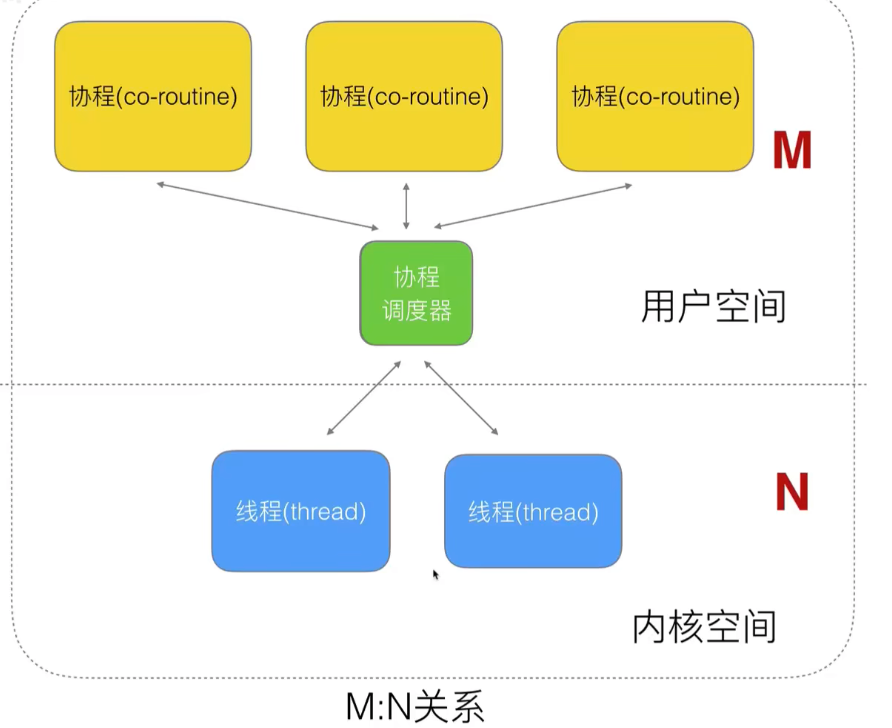 协程(co-routine)
协程(co-routine)
协程(co-routine)
M
协程
调度器
用户空间
N
线程(thread)
线程(thread)
内核空间
M:N关系